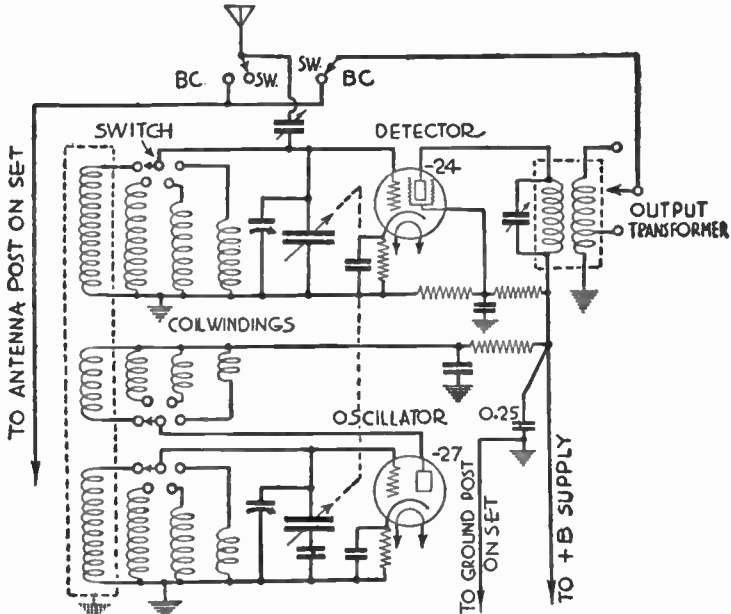 BC.
SW.
SW.
BC
SWITCH
DETECTOR
-24
OUTPUT
TRANSFORMER
TO ANTENNA POST ON SET
COILWINDINGS
OSCILLATOR
-27
0.25
TO GROUND POST
ON SET
TO +B SUPPLY